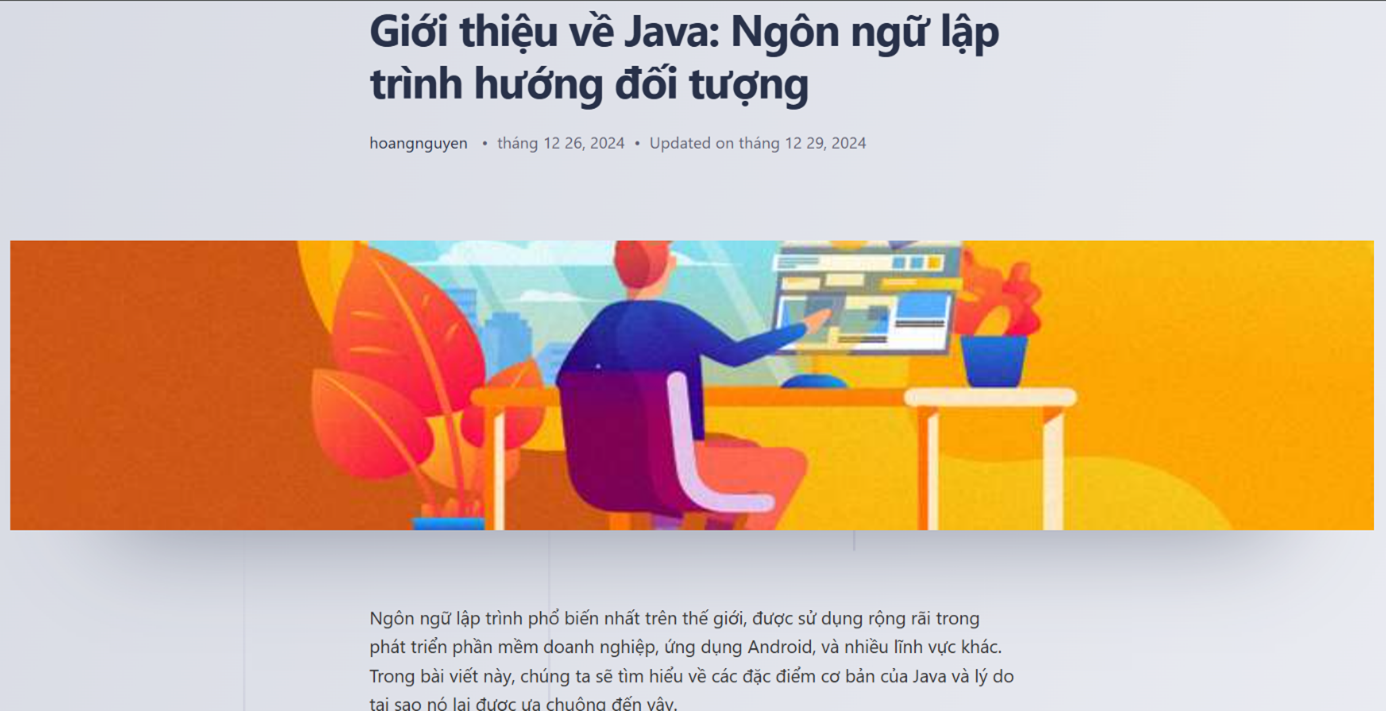 Giới thiệu về Java: Ngôn ngữ lập
trình hướng đối tượng
hoangnguyen • tháng 12 26, 2024 • Updated on tháng 12 29, 2024
Ngôn ngữ lập trình phổ biến nhất trên thế giới, được sử dụng rộng rãi trong
phát triển phần mềm doanh nghiệp, ứng dụng Android, và nhiều lĩnh vực khác.
Trong bài viết này, chúng ta sẽ tìm hiểu về các đặc điểm cơ bản của Java và lý do
tại sao nó lại được ưa chuộng đến vậy.